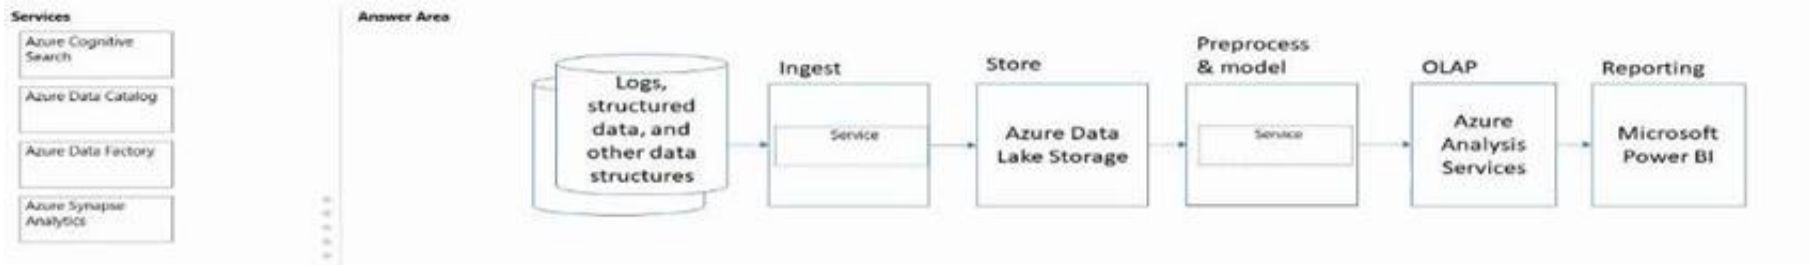 Services
Azure Cognitive
Search
Azure Data Catalog
Azure Data Factory
Azure Synapse
Analytics
Answer Area
Logs,
structured
data, and
other data
structures
Ingest
Service
Store
Azure Data
Lake Storage
Preprocess
& model
Service
OLAP
Azure
Analysis
Services
Reporting
Microsoft
Power BI